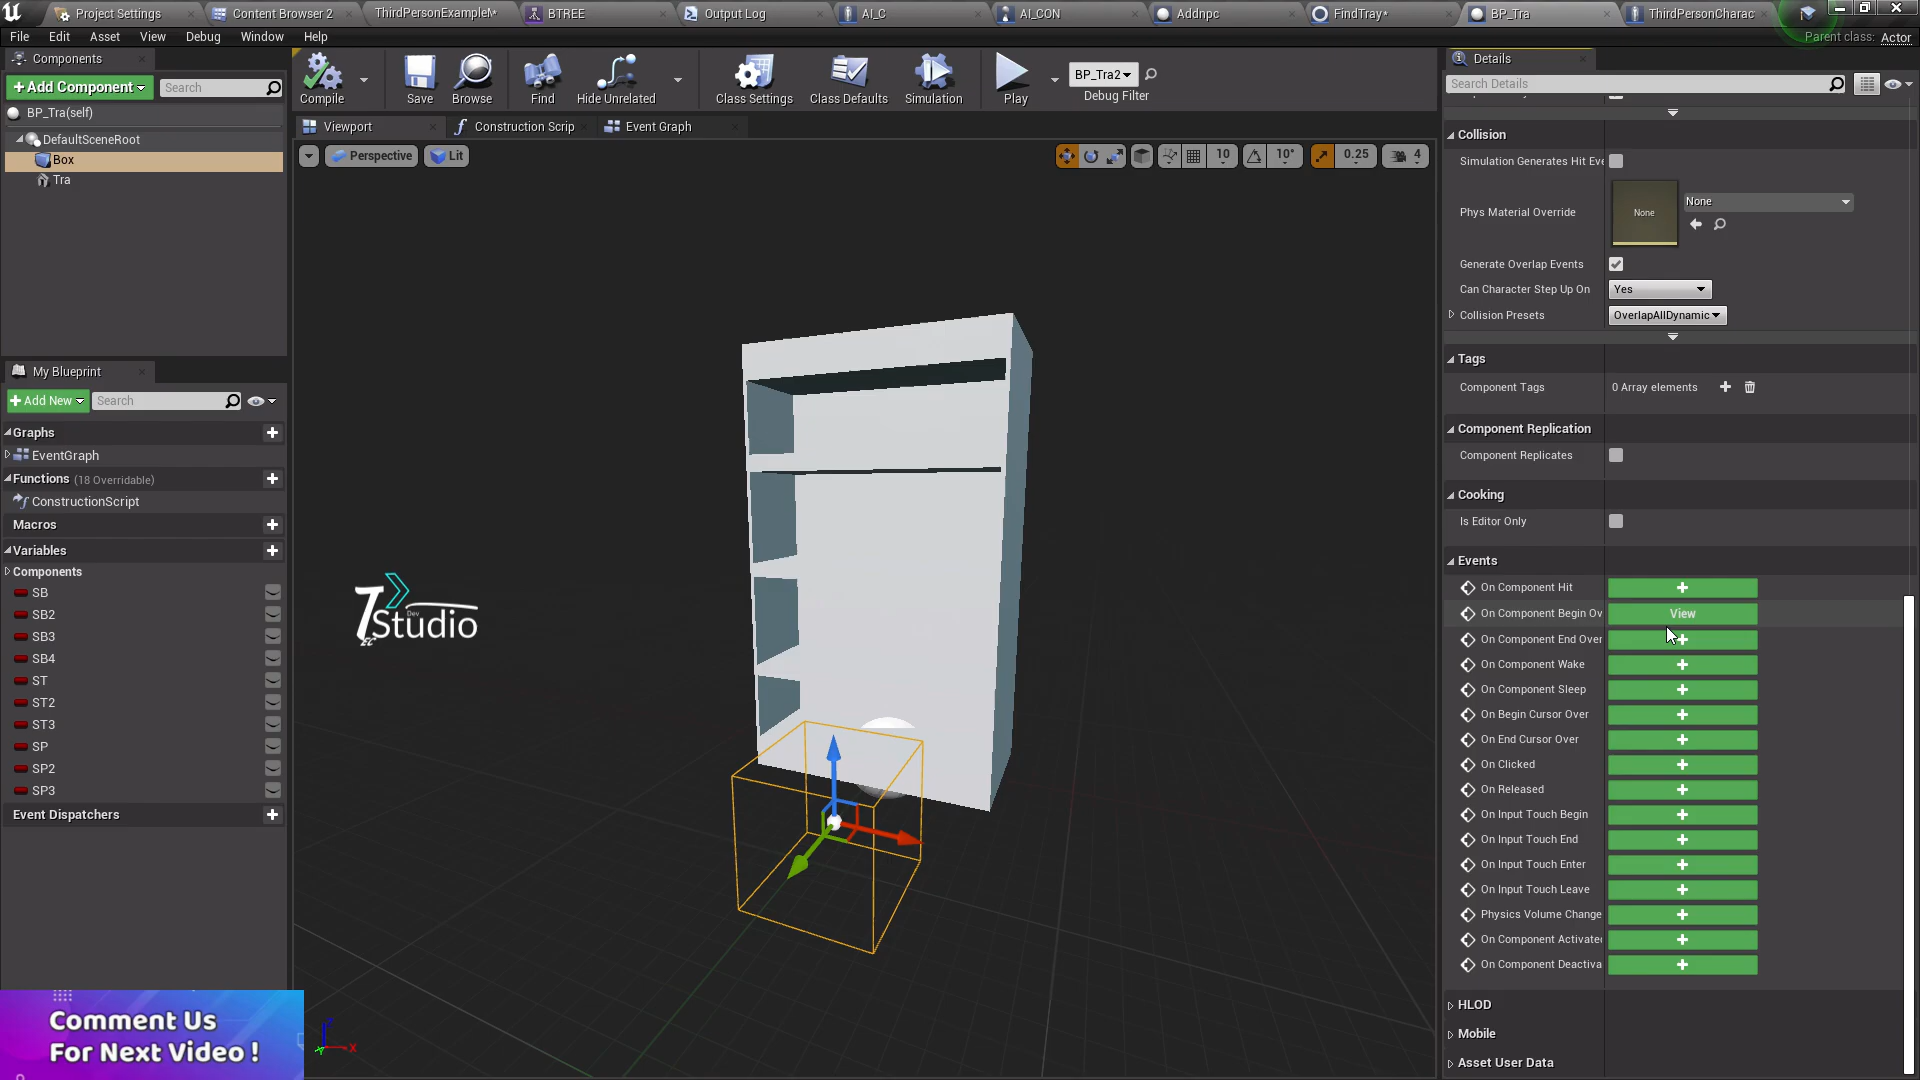 Project Settings
Content Browser 2
ThirdPersonExampleM*
BTREE
Output Log
AI_C
AI_CON
Addnpc
FindTray*
BP_Tra
ThirdPersonCharac
File Edit Asset View Debug Window Help
Parent class: Actor
Components
+Add Component
Search
BP_Tra(self)
DefaultSceneRoot
Box
Tra
Compile
Save
Browse
Find
Hide Unrelated
Class Settings
Class Defaults
Simulation
Play
BP_Tra2
Debug Filter
Viewport
Construction Scrip
Event Graph
Perspective
Lit
10
10°
0.25
4
My Blueprint
+Add New
Search
Graphs
EventGraph
Functions (18 Overridable)
ConstructionScript
Macros
Variables
Components
SB
SB2
SB3
SB4
ST
ST2
ST3
SP
SP2
SP3
Event Dispatchers
Dev
Studio
Comment Us
For Next Video !
Z
X
Y
Details
Search Details
Collision
Simulation Generates Hit Eve
Phys Material Override
None
None
Generate Overlap Events
Can Character Step Up On
Yes
Collision Presets
OverlapAllDynamic
Tags
Component Tags
0 Array elements
Component Replication
Component Replicates
Cooking
Is Editor Only
Events
On Component Hit
On Component Begin Ov
View
On Component End Over
On Component Wake
On Component Sleep
On Begin Cursor Over
On End Cursor Over
On Clicked
On Released
On Input Touch Begin
On Input Touch End
On Input Touch Enter
On Input Touch Leave
Physics Volume Change
On Component Activated
On Component Deactiva
HLOD
Mobile
Asset User Data